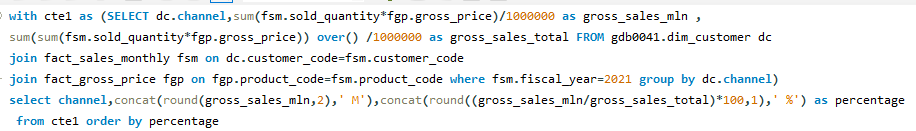 with cte1 as (SELECT dc.channel,sum(fsm.sold_quantity*fgp.gross_price)/1000000 as gross_sales_mln ,
sum(sum(fsm.sold_quantity*fgp.gross_price)) over() /1000000 as gross_sales_total FROM gdb0041.dim_customer dc
join fact_sales_monthly fsm on dc.customer_code=fsm.customer_code
join fact_gross_price fgp on fgp.product_code=fsm.product_code where fsm.fiscal_year=2021 group by dc.channel)
select channel,concat(round(gross_sales_mln,2),' M'),concat(round((gross_sales_mln/gross_sales_total)*100,1),' %') as percentage
from cte1 order by percentage